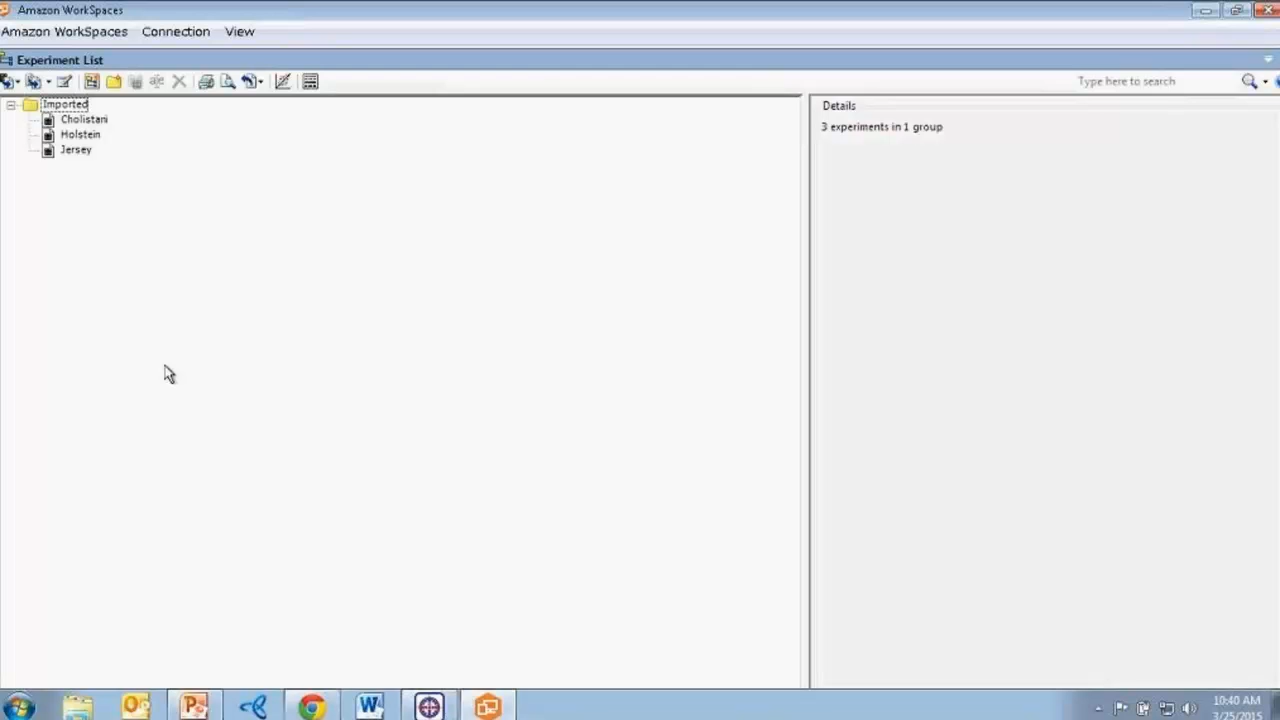 Amazon WorkSpaces
Amazon WorkSpaces Connection View
Experiment List
Type here to search
Imported
Cholistani
Holstein
Jersey
Details
3 experiments in 1 group
10:40 AM
3/25/2015